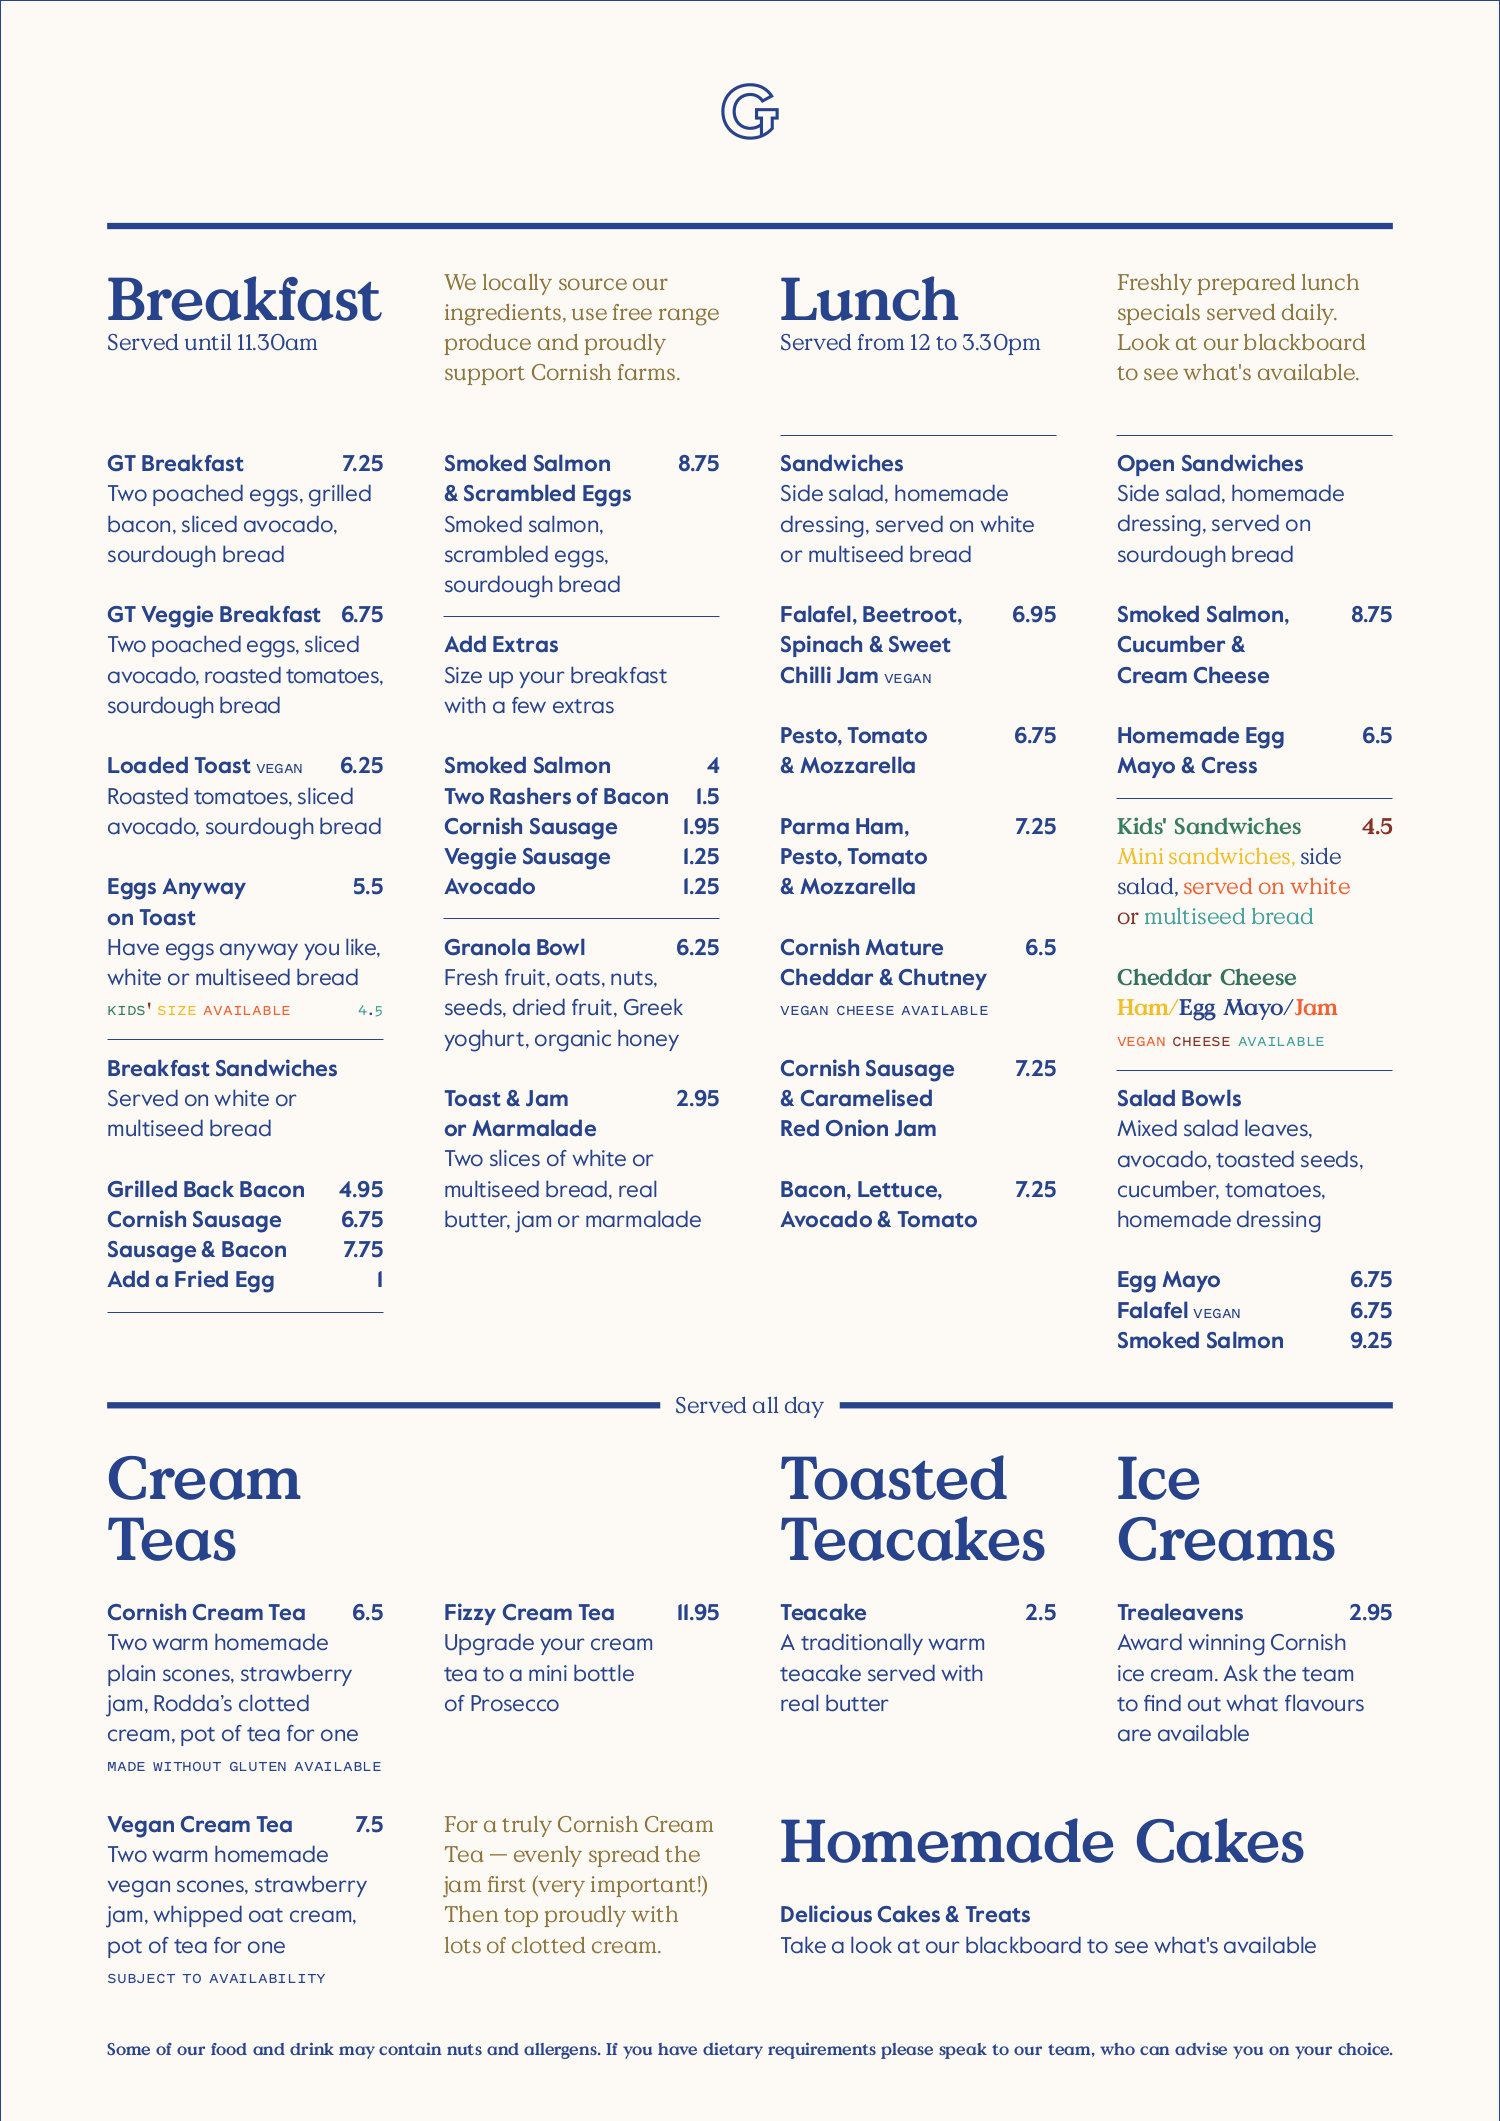 G
Breakfast
Served until 11.30am
We locally source our
ingredients, use free range
produce and proudly
support Cornish farms.
GT Breakfast 7.25
Two poached eggs, grilled
bacon, sliced avocado,
sourdough bread
GT Veggie Breakfast 6.75
Two poached eggs, sliced
avocado, roasted tomatoes,
sourdough bread
Loaded Toast VEGAN 6.25
Roasted tomatoes, sliced
avocado, sourdough bread
Eggs Anyway 5.5
on Toast
Have eggs anyway you like,
white or multiseed bread
KIDS' SIZE AVAILABLE 4.5
Breakfast Sandwiches
Served on white or
multiseed bread
Grilled Back Bacon 4.95
Cornish Sausage 6.75
Sausage & Bacon 7.75
Add a Fried Egg 1
Smoked Salmon 8.75
& Scrambled Eggs
Smoked salmon,
scrambled eggs,
sourdough bread
Add Extras
Size up your breakfast
with a few extras
Smoked Salmon 4
Two Rashers of Bacon 1.5
Cornish Sausage 1.95
Veggie Sausage 1.25
Avocado 1.25
Granola Bowl 6.25
Fresh fruit, oats, nuts,
seeds, dried fruit, Greek
yoghurt, organic honey
Toast & Jam 2.95
or Marmalade
Two slices of white or
multiseed bread, real
butter, jam or marmalade
Lunch
Served from 12 to 3.30pm
Freshly prepared lunch
specials served daily.
Look at our blackboard
to see what's available.
Sandwiches
Side salad, homemade
dressing, served on white
or multiseed bread
Falafel, Beetroot, 6.95
Spinach & Sweet
Chilli Jam VEGAN
Pesto, Tomato 6.75
& Mozzarella
Parma Ham, 7.25
Pesto, Tomato
& Mozzarella
Cornish Mature 6.5
Cheddar & Chutney
VEGAN CHEESE AVAILABLE
Cornish Sausage 7.25
& Caramelised
Red Onion Jam
Bacon, Lettuce, 7.25
Avocado & Tomato
Open Sandwiches
Side salad, homemade
dressing, served on
sourdough bread
Smoked Salmon, 8.75
Cucumber &
Cream Cheese
Homemade Egg 6.5
Mayo & Cress
Kids' Sandwiches 4.5
Mini sandwiches, side
salad, served on white
or multiseed bread
Cheddar Cheese
Ham/Egg Mayo/Jam
VEGAN CHEESE AVAILABLE
Salad Bowls
Mixed salad leaves,
avocado, toasted seeds,
cucumber, tomatoes,
homemade dressing
Egg Mayo 6.75
Falafel VEGAN 6.75
Smoked Salmon 9.25
Served all day
Cream
Teas
Cornish Cream Tea 6.5
Two warm homemade
plain scones, strawberry
jam, Rodda's clotted
cream, pot of tea for one
MADE WITHOUT GLUTEN AVAILABLE
Vegan Cream Tea 7.5
Two warm homemade
vegan scones, strawberry
jam, whipped oat cream,
pot of tea for one
SUBJECT TO AVAILABILITY
Fizzy Cream Tea 11.95
Upgrade your cream
tea to a mini bottle
of Prosecco
For a truly Cornish Cream
Tea — evenly spread the
jam first (very important!)
Then top proudly with
lots of clotted cream.
Toasted
Teacakes
Teacake 2.5
A traditionally warm
teacake served with
real butter
Ice
Creams
Trealeavens 2.95
Award winning Cornish
ice cream. Ask the team
to find out what flavours
are available
Homemade Cakes
Delicious Cakes & Treats
Take a look at our blackboard to see what's available
Some of our food and drink may contain nuts and allergens. If you have dietary requirements please speak to our team, who can advise you on your choice.